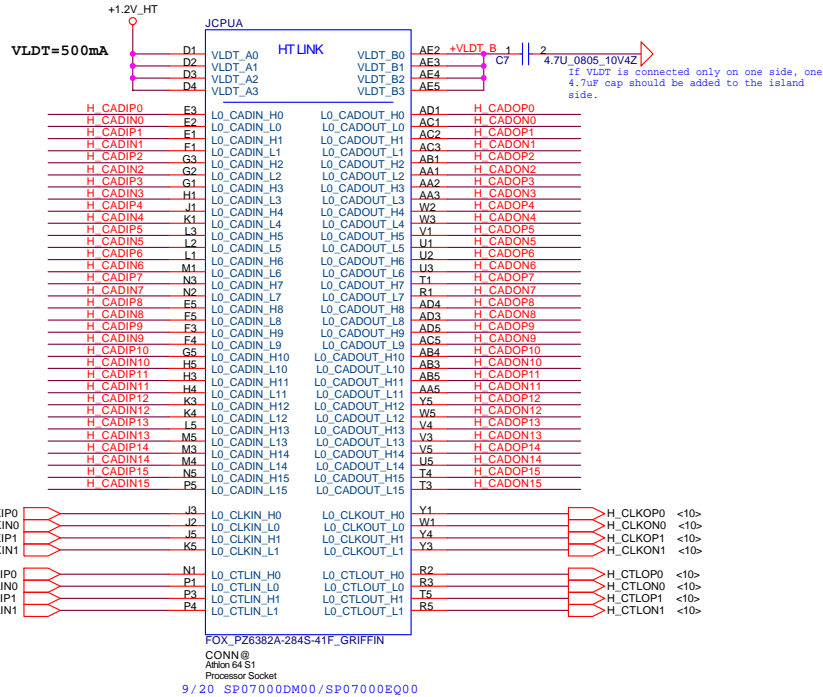 +1.2V_HT
JCPUA
VLDT=500mA
HT LINK
D1 VLDT_A0 VLDT_B0 AE2 +VLDT_B 1 2
D2 VLDT_A1 VLDT_B1 AE3 C7 4.7U_0805_10V4Z
D3 VLDT_A2 VLDT_B2 AE4
D4 VLDT_A3 VLDT_B3 AE5
If VLDT is connected only on one side, one
4.7uF cap should be added to the island
side.
H_CADIP0 E3 L0_CADIN_H0 L0_CADOUT_H0 AD1 H_CADOP0
H_CADIN0 E2 L0_CADIN_L0 L0_CADOUT_L0 AC1 H_CADON0
H_CADIP1 E1 L0_CADIN_H1 L0_CADOUT_H1 AC2 H_CADOP1
H_CADIN1 F1 L0_CADIN_L1 L0_CADOUT_L1 AC3 H_CADON1
H_CADIP2 G3 L0_CADIN_H2 L0_CADOUT_H2 AB1 H_CADOP2
H_CADIN2 G2 L0_CADIN_L2 L0_CADOUT_L2 AA1 H_CADON2
H_CADIP3 G1 L0_CADIN_H3 L0_CADOUT_H3 AA2 H_CADOP3
H_CADIN3 H1 L0_CADIN_L3 L0_CADOUT_L3 AA3 H_CADON3
H_CADIP4 J1 L0_CADIN_H4 L0_CADOUT_H4 W2 H_CADOP4
H_CADIN4 K1 L0_CADIN_L4 L0_CADOUT_L4 W3 H_CADON4
H_CADIP5 L3 L0_CADIN_H5 L0_CADOUT_H5 V1 H_CADOP5
H_CADIN5 L2 L0_CADIN_L5 L0_CADOUT_L5 U1 H_CADON5
H_CADIP6 L1 L0_CADIN_H6 L0_CADOUT_H6 U2 H_CADOP6
H_CADIN6 M1 L0_CADIN_L6 L0_CADOUT_L6 U3 H_CADON6
H_CADIP7 N3 L0_CADIN_H7 L0_CADOUT_H7 T1 H_CADOP7
H_CADIN7 N2 L0_CADIN_L7 L0_CADOUT_L7 R1 H_CADON7
H_CADIP8 E5 L0_CADIN_H8 L0_CADOUT_H8 AD4 H_CADOP8
H_CADIN8 F5 L0_CADIN_L8 L0_CADOUT_L8 AD3 H_CADON8
H_CADIP9 F3 L0_CADIN_H9 L0_CADOUT_H9 AD5 H_CADOP9
H_CADIN9 F4 L0_CADIN_L9 L0_CADOUT_L9 AC5 H_CADON9
H_CADIP10 G5 L0_CADIN_H10 L0_CADOUT_H10 AB4 H_CADOP10
H_CADIN10 H5 L0_CADIN_L10 L0_CADOUT_L10 AB3 H_CADON10
H_CADIP11 H3 L0_CADIN_H11 L0_CADOUT_H11 AB5 H_CADOP11
H_CADIN11 H4 L0_CADIN_L11 L0_CADOUT_L11 AA5 H_CADON11
H_CADIP12 K3 L0_CADIN_H12 L0_CADOUT_H12 Y5 H_CADOP12
H_CADIN12 K4 L0_CADIN_L12 L0_CADOUT_L12 W5 H_CADON12
H_CADIP13 L5 L0_CADIN_H13 L0_CADOUT_H13 V4 H_CADOP13
H_CADIN13 M5 L0_CADIN_L13 L0_CADOUT_L13 V3 H_CADON13
H_CADIP14 M3 L0_CADIN_H14 L0_CADOUT_H14 V5 H_CADOP14
H_CADIN14 M4 L0_CADIN_L14 L0_CADOUT_L14 U5 H_CADON14
H_CADIP15 N5 L0_CADIN_H15 L0_CADOUT_H15 T4 H_CADOP15
H_CADIN15 P5 L0_CADIN_L15 L0_CADOUT_L15 T3 H_CADON15
J3 L0_CLKIN_H0 L0_CLKOUT_H0 Y1 H_CLKOP0 <10>
J2 L0_CLKIN_L0 L0_CLKOUT_L0 W1 H_CLKON0 <10>
J5 L0_CLKIN_H1 L0_CLKOUT_H1 Y4 H_CLKOP1 <10>
K5 L0_CLKIN_L1 L0_CLKOUT_L1 Y3 H_CLKON1 <10>
N1 L0_CTLIN_H0 L0_CTLOUT_H0 R2 H_CTLOP0 <10>
P1 L0_CTLIN_L0 L0_CTLOUT_L0 R3 H_CTLON0 <10>
P3 L0_CTLIN_H1 L0_CTLOUT_H1 T5 H_CTLOP1 <10>
P4 L0_CTLIN_L1 L0_CTLOUT_L1 R5 H_CTLON1 <10>
FOX_PZ6382A-284S-41F_GRIFFIN
CONN@
Athlon 64 S1
Processor Socket
9/20 SP07000DM00/SP07000EQ00